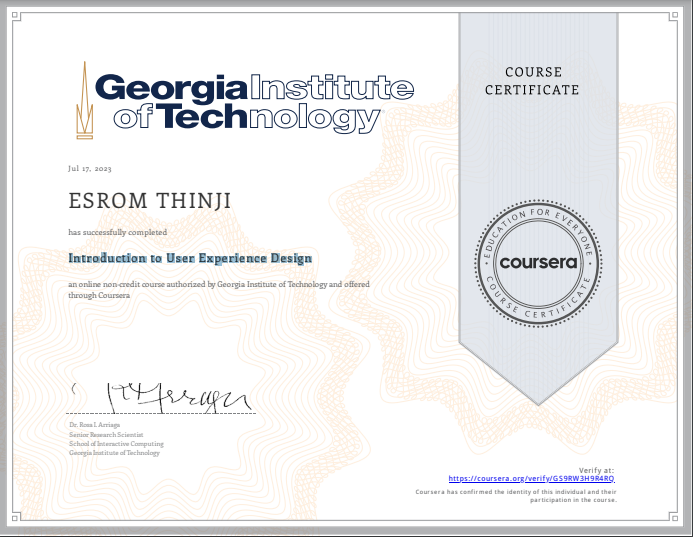 Georgia Institute
of Technology
COURSE
CERTIFICATE
Jul 17, 2023
ESROM THINJI
has successfully completed
Introduction to User Experience Design
an online non-credit course authorized by Georgia Institute of Technology and offered
through Coursera
EDUCATION FOR EVERYONE
coursera
COURSE CERTIFICATE
Dr. Rosa I. Arriaga
Senior Research Scientist
School of Interactive Computing
Georgia Institute of Technology
Verify at:
https://coursera.org/verify/GS9RW3H9R4RQ
Coursera has confirmed the identity of this individual and their
participation in the course.